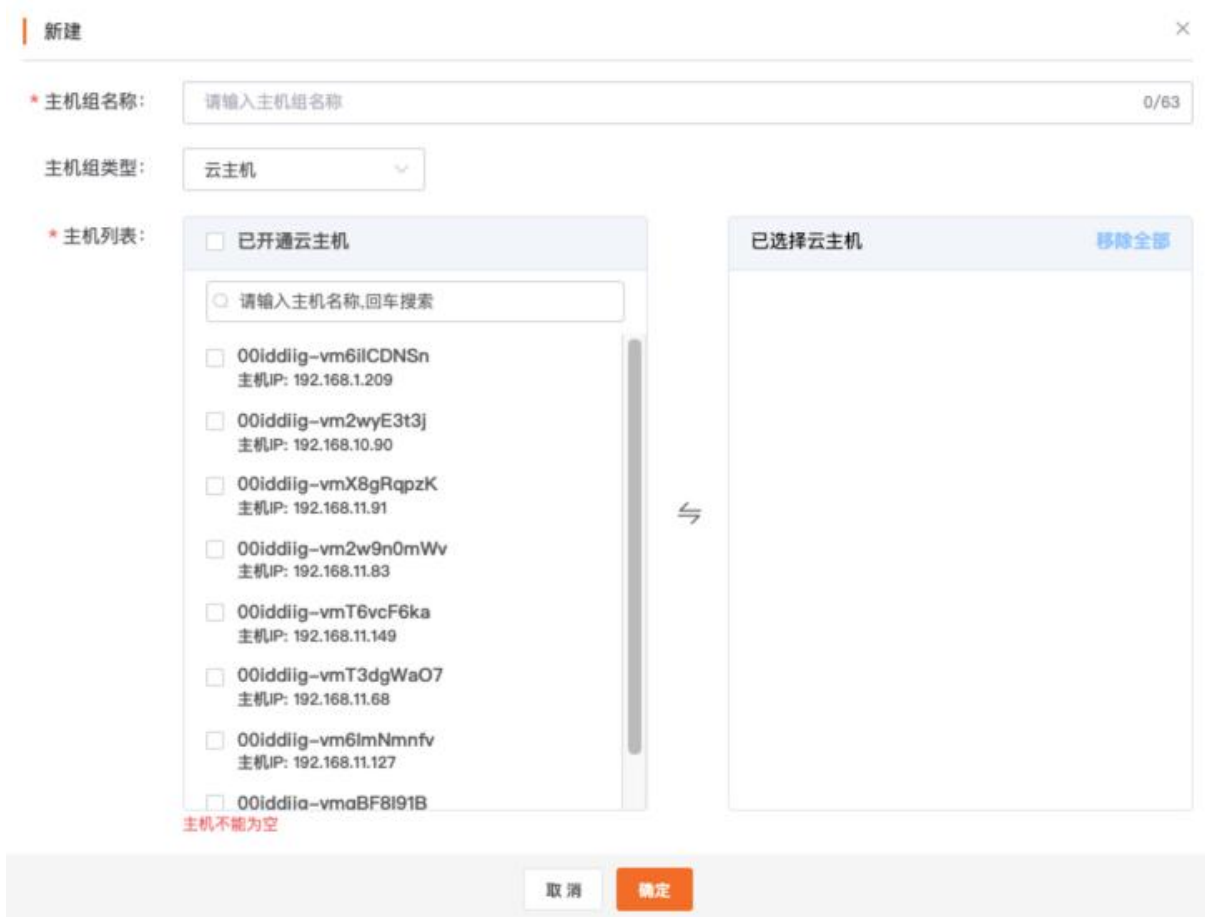 新建
* 主机组名称： 请输入主机组名称 0/63
主机组类型： 云主机
* 主机列表： 已开通云主机 已选择云主机 移除全部
请输入主机名称,回车搜索
00iddiig-vm6ilCDNSn
主机IP: 192.168.1.209
00iddiig-vm2wyE3t3j
主机IP: 192.168.10.90
00iddiig-vmX8gRqpzK
主机IP: 192.168.11.91
00iddiig-vm2w9n0mWv
主机IP: 192.168.11.83
00iddiig-vmT6vcF6ka
主机IP: 192.168.11.149
00iddiig-vmT3dgWaO7
主机IP: 192.168.11.68
00iddiig-vm6lmNmnfv
主机IP: 192.168.11.127
00iddiig-vmgBF8I91B
主机不能为空
取消 确定